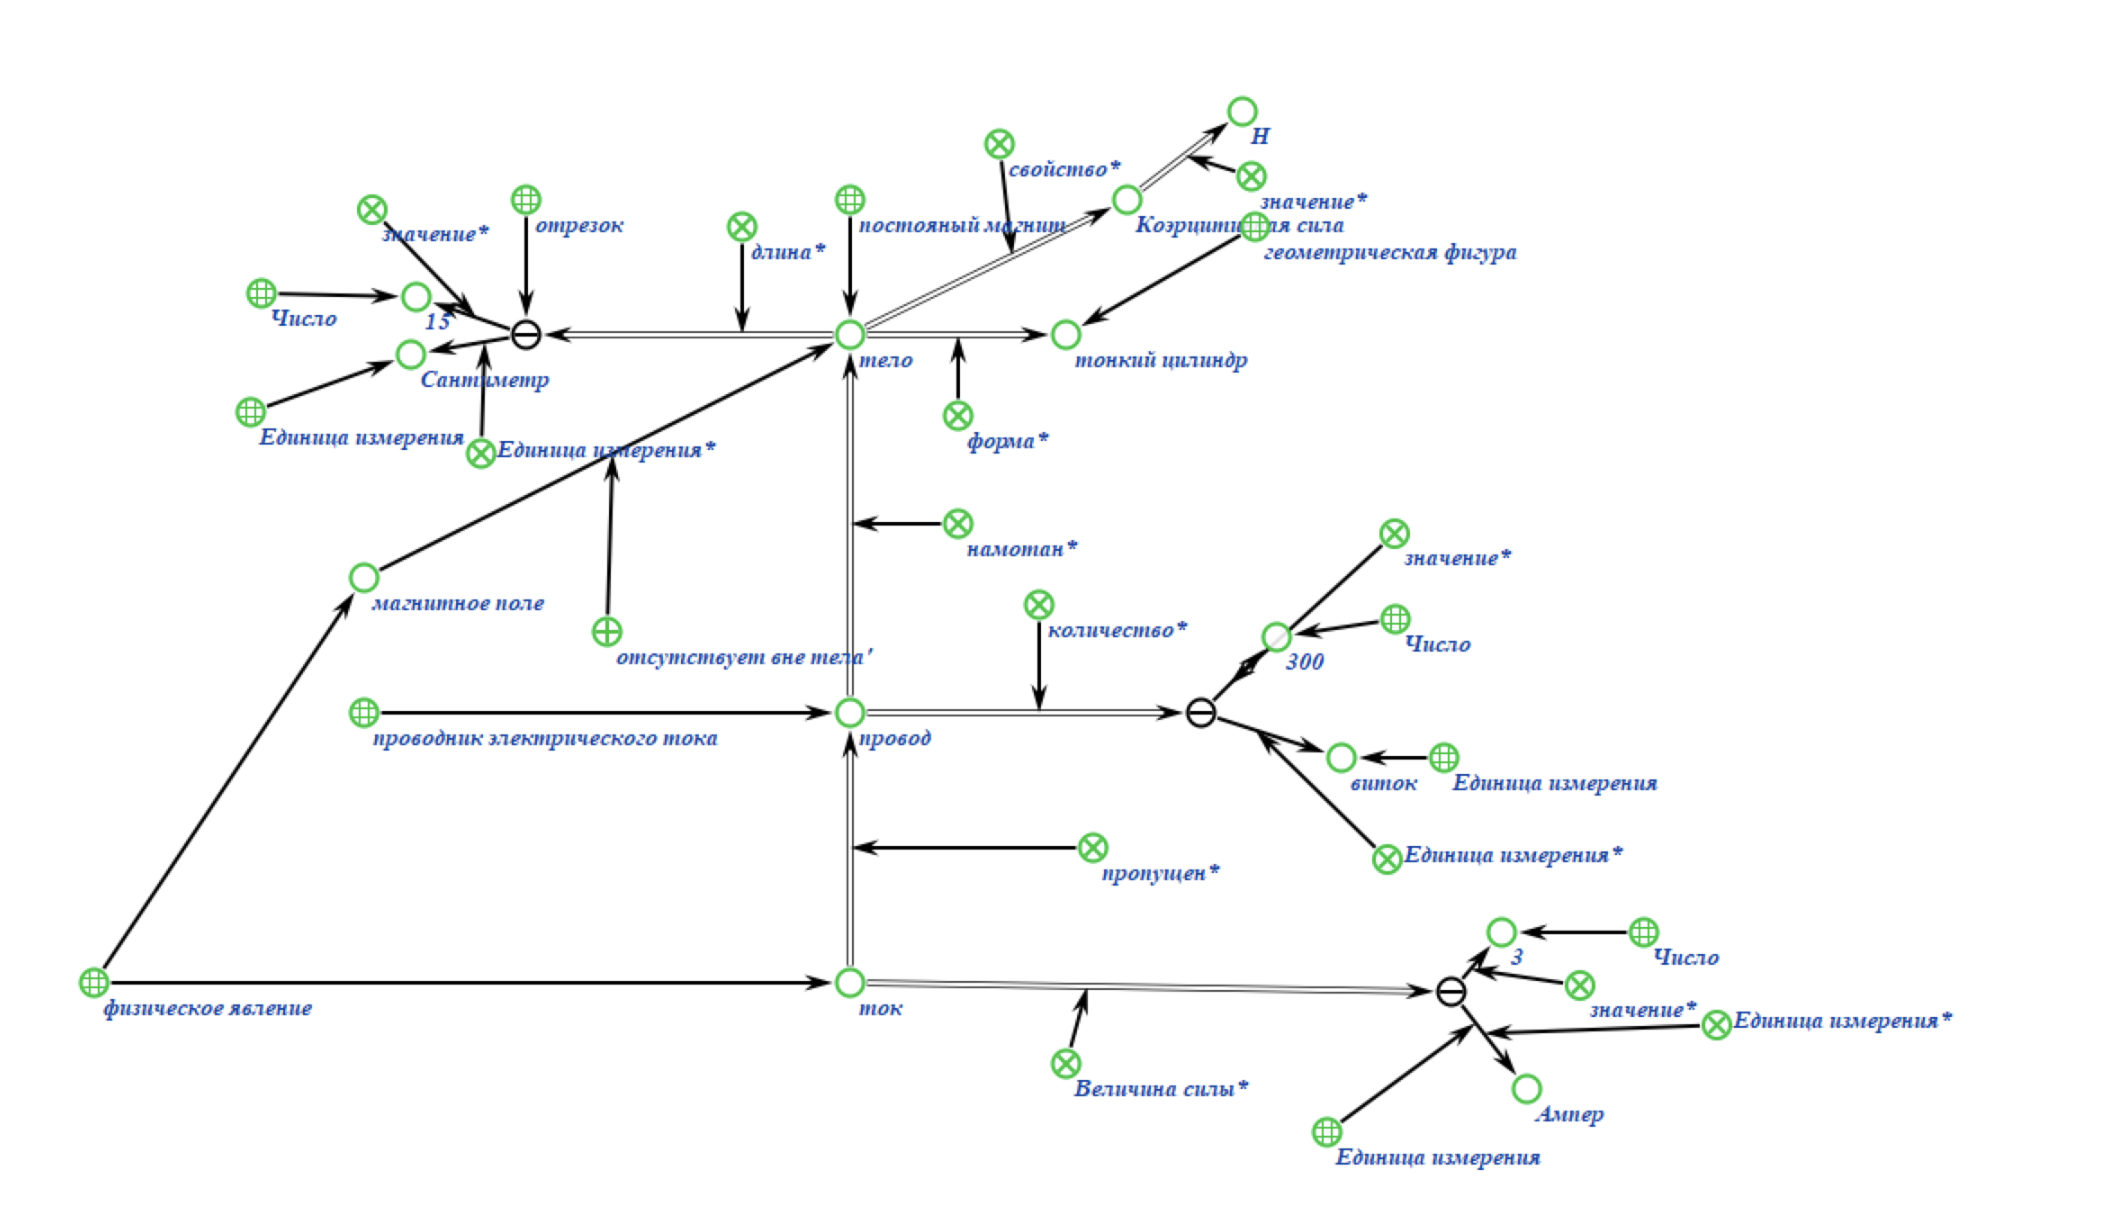 H
свойство*
значение*
значение*
отрезок
длина*
постояный магнит
Коэрцитивная сила
геометрическая фигура
Число
15
тело
тонкий цилиндр
Сантиметр
Единица измерения
Единица измерения*
форма*
намотан*
значение*
магнитное поле
количество*
Число
отсутствует вне тела'
300
проводник электрического тока
провод
виток
Единица измерения
Единица измерения*
пропущен*
3
Число
физическое явление
ток
значение*
Единица измерения*
Величина силы*
Ампер
Единица измерения